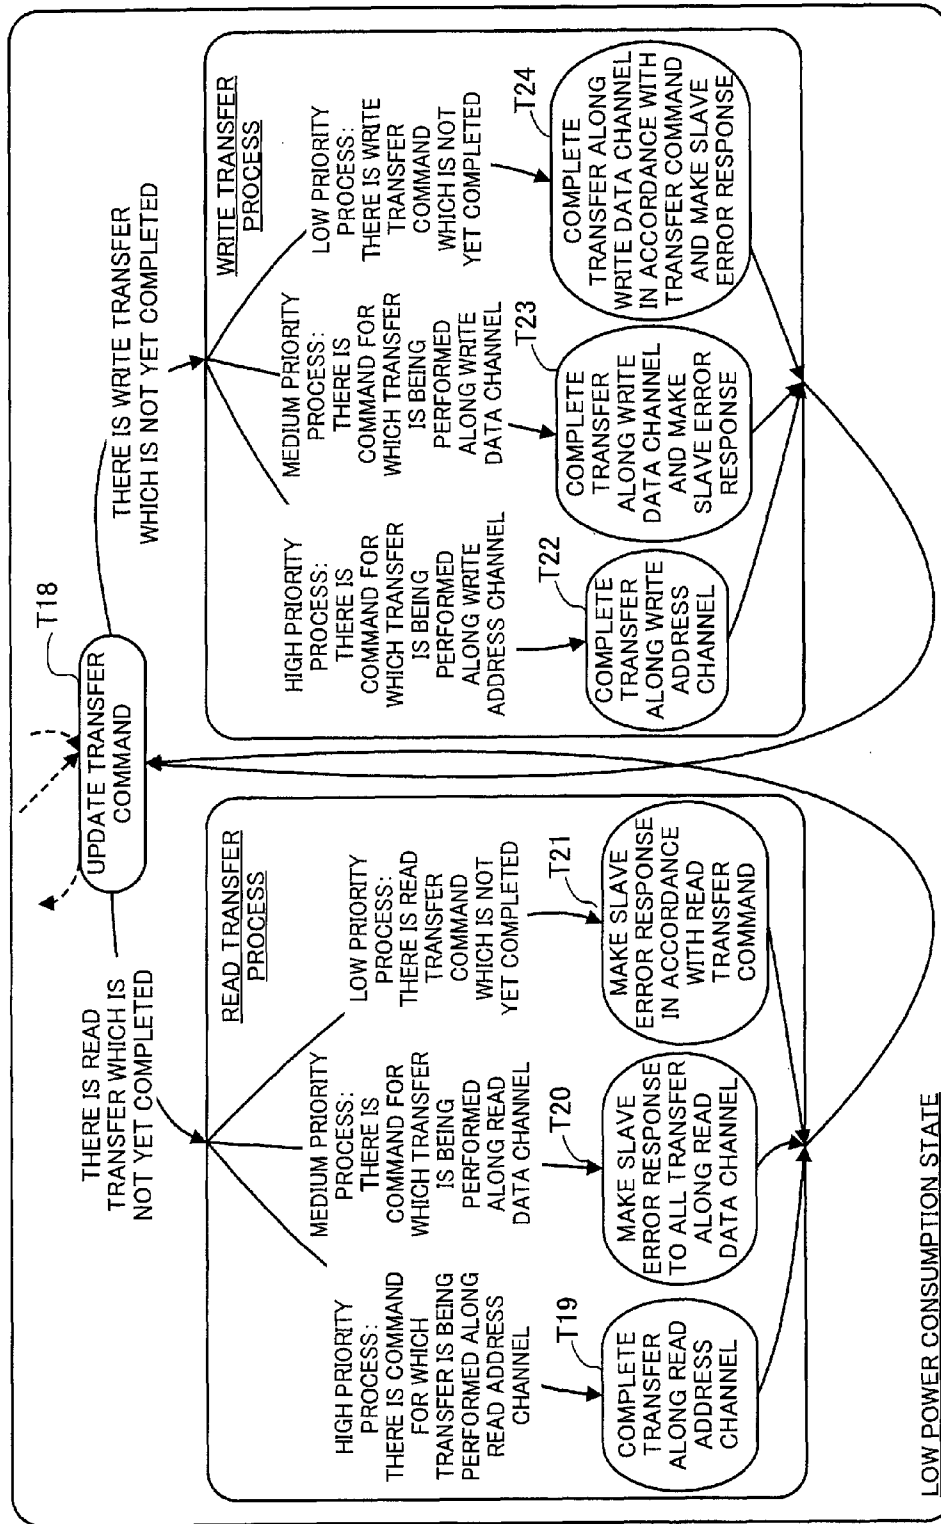 T18
UPDATE TRANSFER
COMMAND
THERE IS READ
TRANSFER WHICH IS
NOT YET COMPLETED
THERE IS WRITE TRANSFER
WHICH IS NOT YET COMPLETED
READ TRANSFER
PROCESS
HIGH PRIORITY
PROCESS:
THERE IS COMMAND
FOR WHICH
TRANSFER IS BEING
PERFORMED ALONG
READ ADDRESS
CHANNEL
MEDIUM PRIORITY
PROCESS:
THERE IS
COMMAND FOR
WHICH TRANSFER
IS BEING
PERFORMED
ALONG READ
DATA CHANNEL
LOW PRIORITY
PROCESS:
THERE IS READ
TRANSFER
COMMAND
WHICH IS NOT
YET COMPLETED
T19
COMPLETE
TRANSFER
ALONG READ
ADDRESS
CHANNEL
T20
MAKE SLAVE
ERROR RESPONSE
TO ALL TRANSFER
ALONG READ
DATA CHANNEL
T21
MAKE SLAVE
ERROR RESPONSE
IN ACCORDANCE
WITH READ
TRANSFER
COMMAND
WRITE TRANSFER
PROCESS
HIGH PRIORITY
PROCESS:
THERE IS
COMMAND FOR
WHICH TRANSFER
IS BEING
PERFORMED
ALONG WRITE
ADDRESS CHANNEL
MEDIUM PRIORITY
PROCESS:
THERE IS
COMMAND FOR
WHICH TRANSFER
IS BEING
PERFORMED
ALONG WRITE
DATA CHANNEL
LOW PRIORITY
PROCESS:
THERE IS WRITE
TRANSFER
COMMAND
WHICH IS NOT
YET COMPLETED
T22
COMPLETE
TRANSFER
ALONG WRITE
ADDRESS
CHANNEL
T23
COMPLETE
TRANSFER
ALONG WRITE
DATA CHANNEL
AND MAKE
SLAVE ERROR
RESPONSE
T24
COMPLETE
TRANSFER ALONG
WRITE DATA CHANNEL
IN ACCORDANCE WITH
TRANSFER COMMAND
AND MAKE SLAVE
ERROR RESPONSE
LOW POWER CONSUMPTION STATE